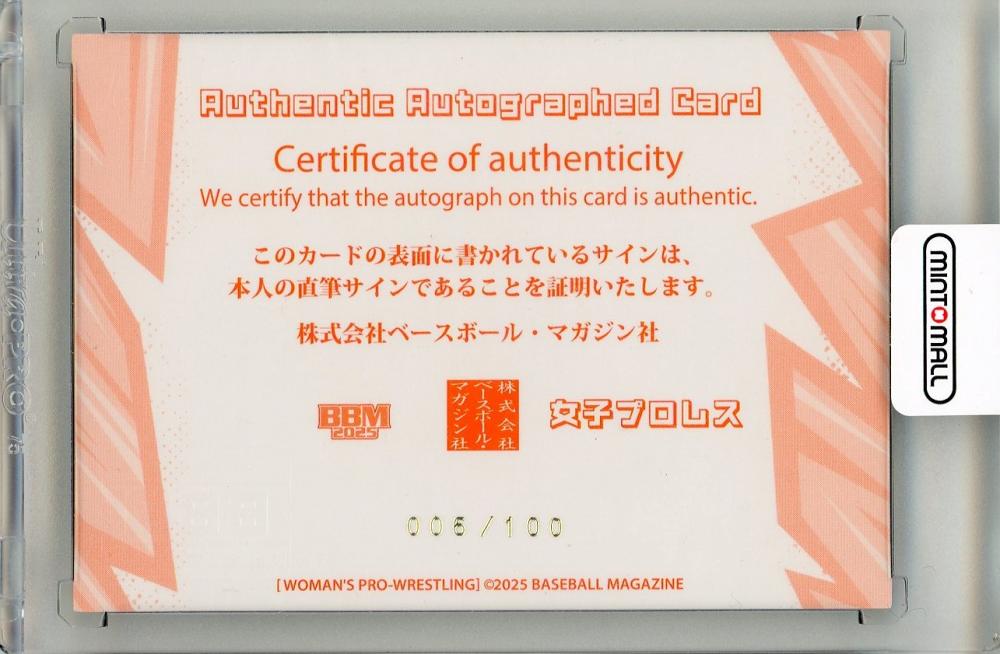 Authentic Autographed Card
Certificate of authenticity
We certify that the autograph on this card is authentic.
このカードの表面に書かれているサインは、
本人の直筆サインであることを証明いたします。
株式会社ベースボール・マガジン社
BBM
2025
株式会社
ベースボール・
マガジン社
女子プロレス
006/100
[WOMAN'S PRO-WRESTLING] ©2025 BASEBALL MAGAZINE
MINTOMALL